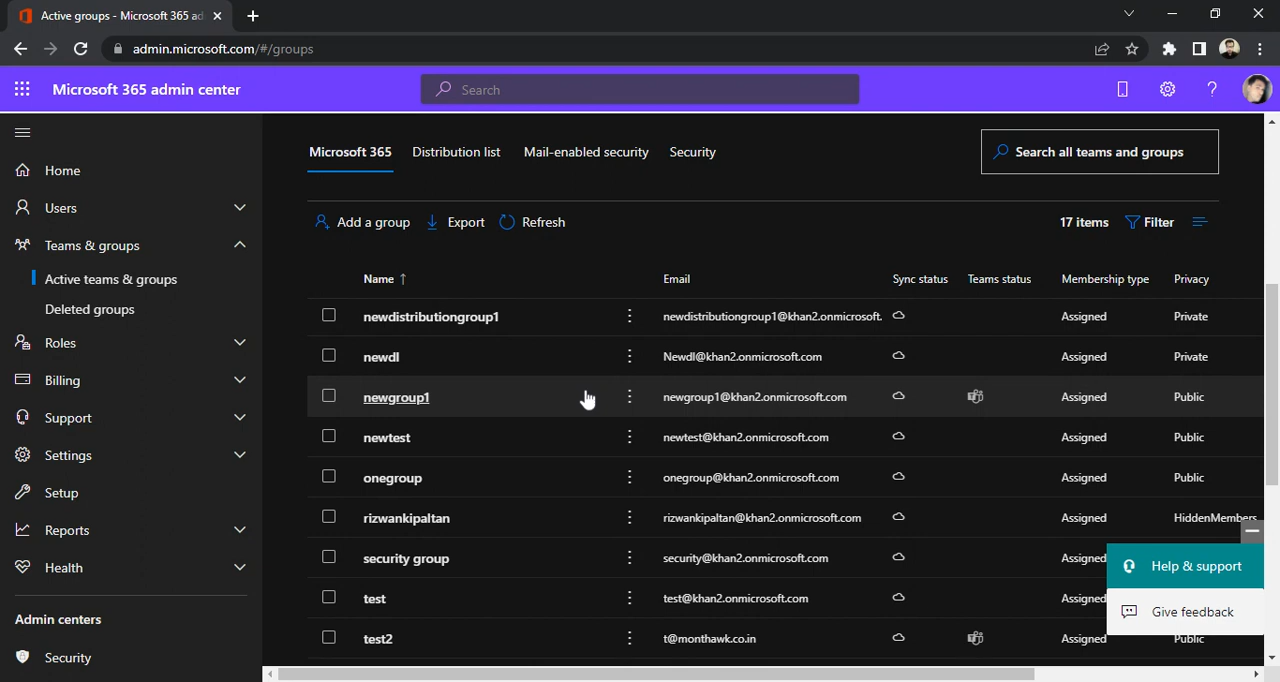 Active groups - Microsoft 365 ad
admin.microsoft.com/#/groups
Microsoft 365 admin center
Search
Home
Users
Teams & groups
Active teams & groups
Deleted groups
Roles
Billing
Support
Settings
Setup
Reports
Health
Admin centers
Security
Microsoft 365 Distribution list Mail-enabled security Security
Search all teams and groups
Add a group Export Refresh 17 items Filter
Name ↑ Email Sync status Teams status Membership type Privacy
newdistributiongroup1 newdistributiongroup1@khan2.onmicrosoft. Assigned Private
newdl Newdl@khan2.onmicrosoft.com Assigned Private
newgroup1 newgroup1@khan2.onmicrosoft.com Assigned Public
newtest newtest@khan2.onmicrosoft.com Assigned Public
onegroup onegroup@khan2.onmicrosoft.com Assigned Public
rizwankipaltan rizwankipaltan@khan2.onmicrosoft.com Assigned HiddenMembers
security group security@khan2.onmicrosoft.com Assigned
test test@khan2.onmicrosoft.com Assigned
test2 t@monthawk.co.in Assigned Public
Help & support
Give feedback